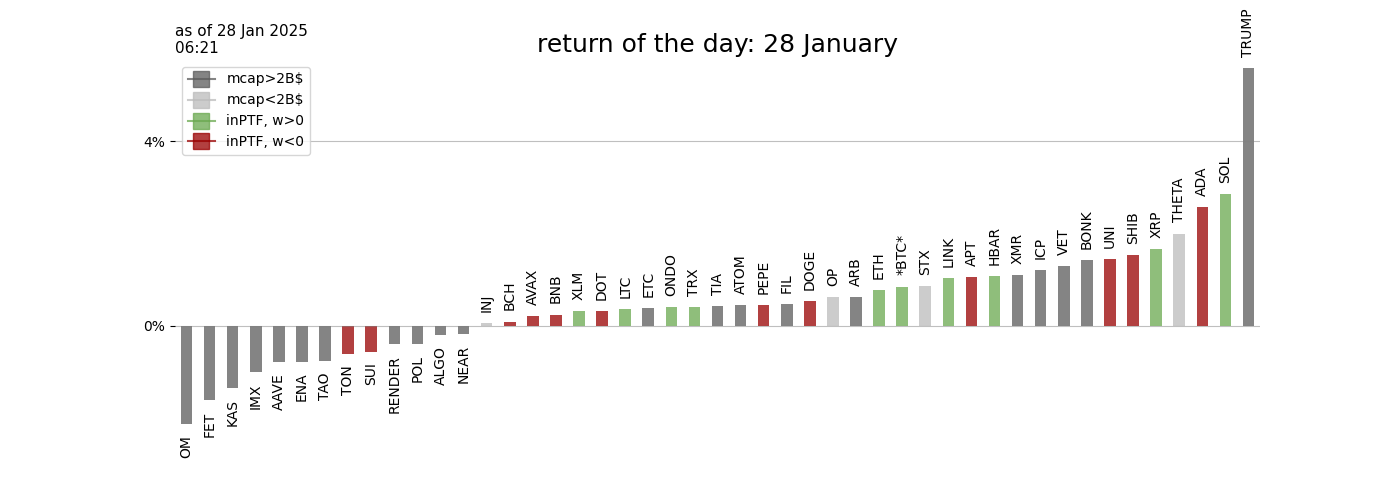 as of 28 Jan 2025
06:21
return of the day: 28 January
mcap>2B$
mcap<2B$
inPTF, w>0
inPTF, w<0
4%
0%
OM
FET
KAS
IMX
AAVE
ENA
TAO
TON
SUI
RENDER
POL
ALGO
NEAR
INJ
BCH
AVAX
BNB
XLM
DOT
LTC
ETC
ONDO
TRX
TIA
ATOM
PEPE
FIL
DOGE
OP
ARB
ETH
*BTC*
STX
LINK
APT
HBAR
XMR
ICP
VET
BONK
UNI
SHIB
XRP
THETA
ADA
SOL
TRUMP